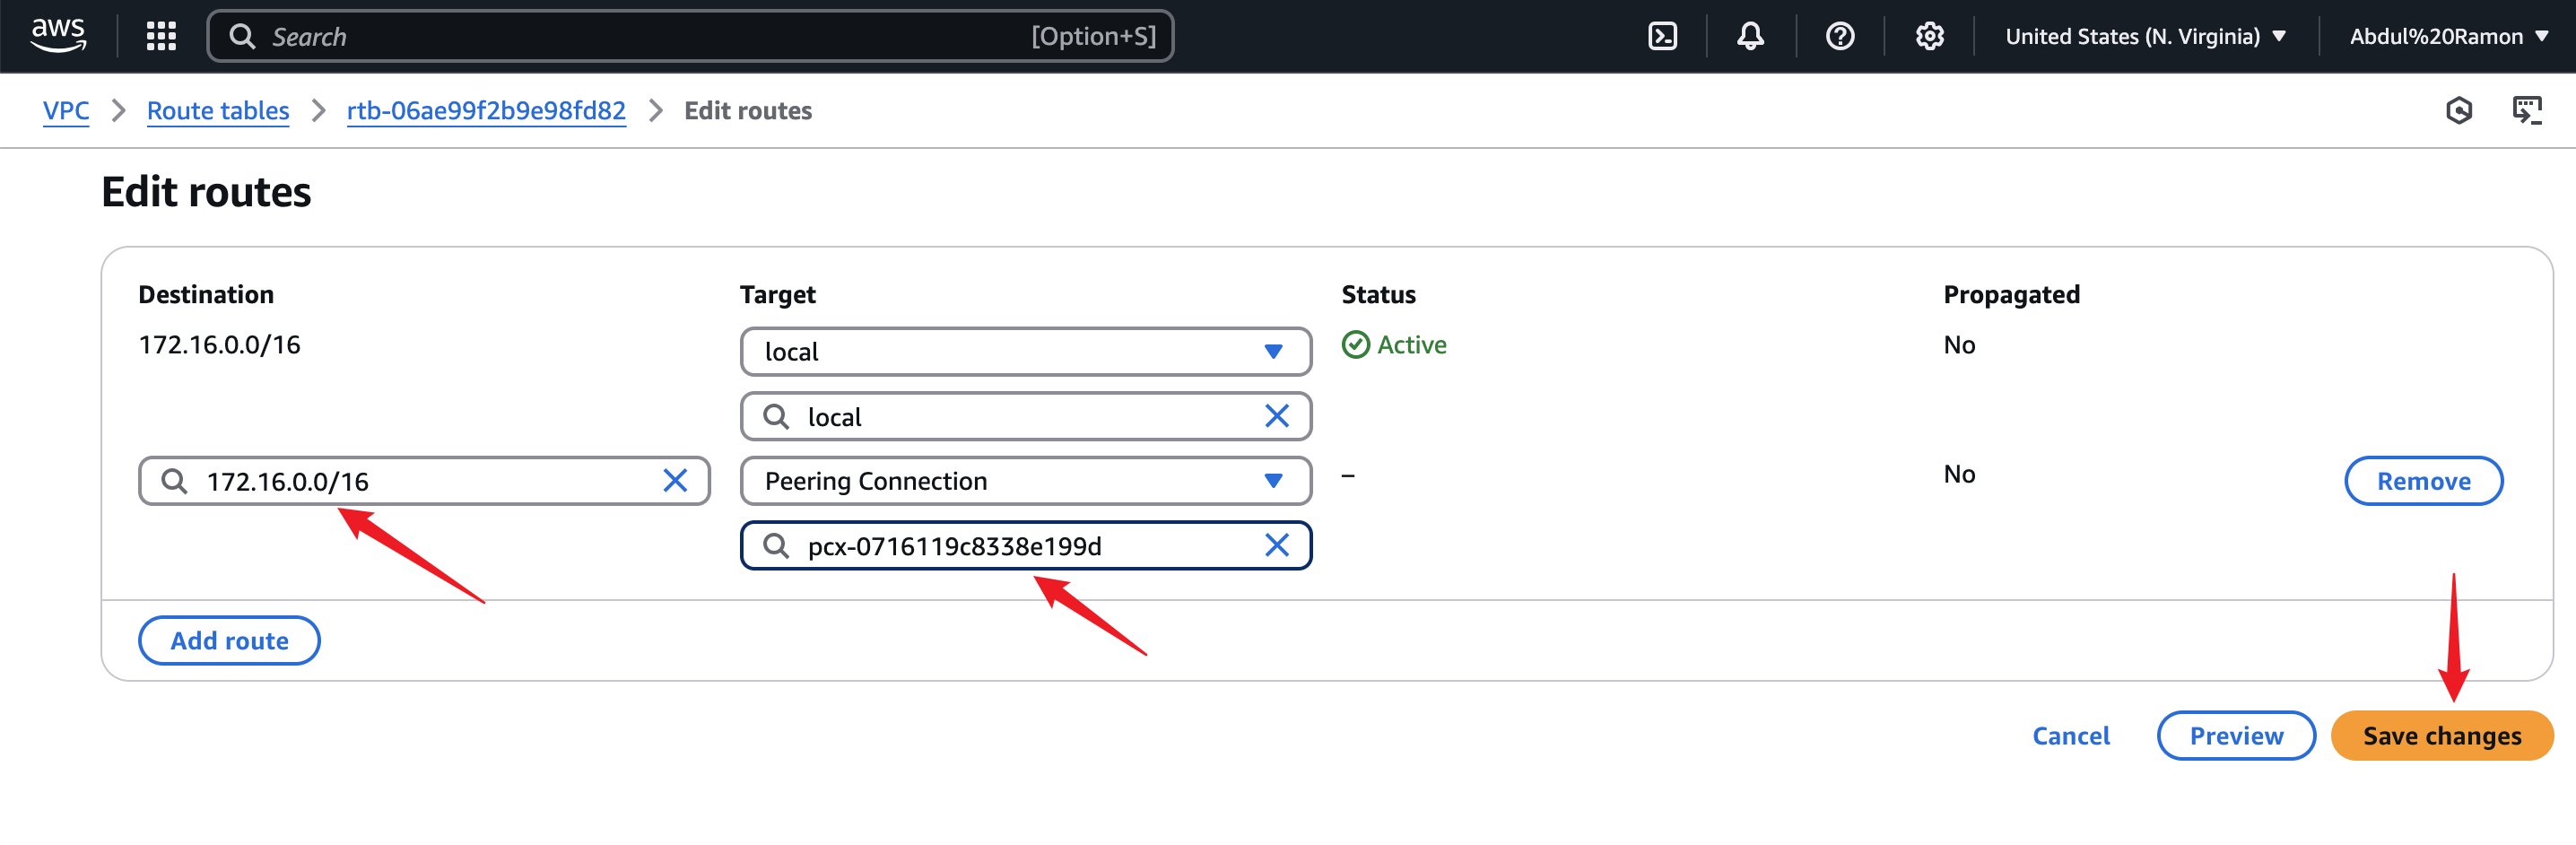 aws
Search [Option+S] United States (N. Virginia) Abdul%20Ramon
VPC Route tables rtb-06ae99f2b9e98fd82 Edit routes
Edit routes
Destination Target Status Propagated
172.16.0.0/16 local Active No
local
172.16.0.0/16 Peering Connection – No Remove
pcx-0716119c8338e199d
Add route
Cancel Preview Save changes